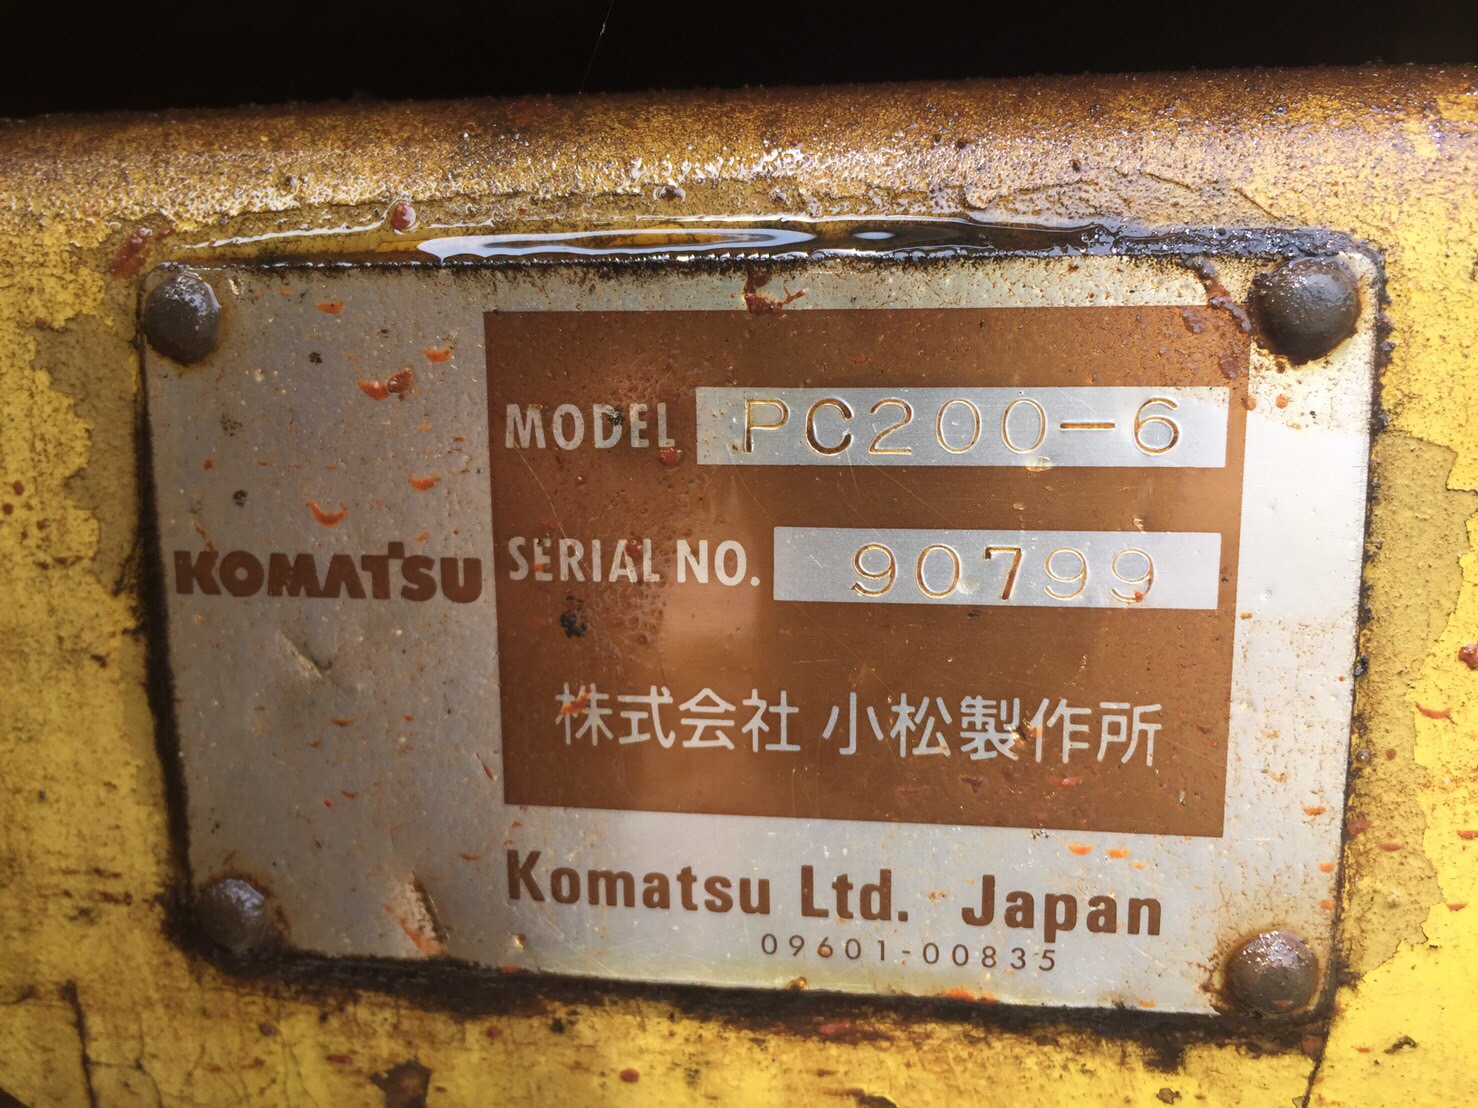 KOMATSU
MODEL PC200-6
SERIAL NO. 90799
株式会社 小松製作所
Komatsu Ltd. Japan
09601-00835